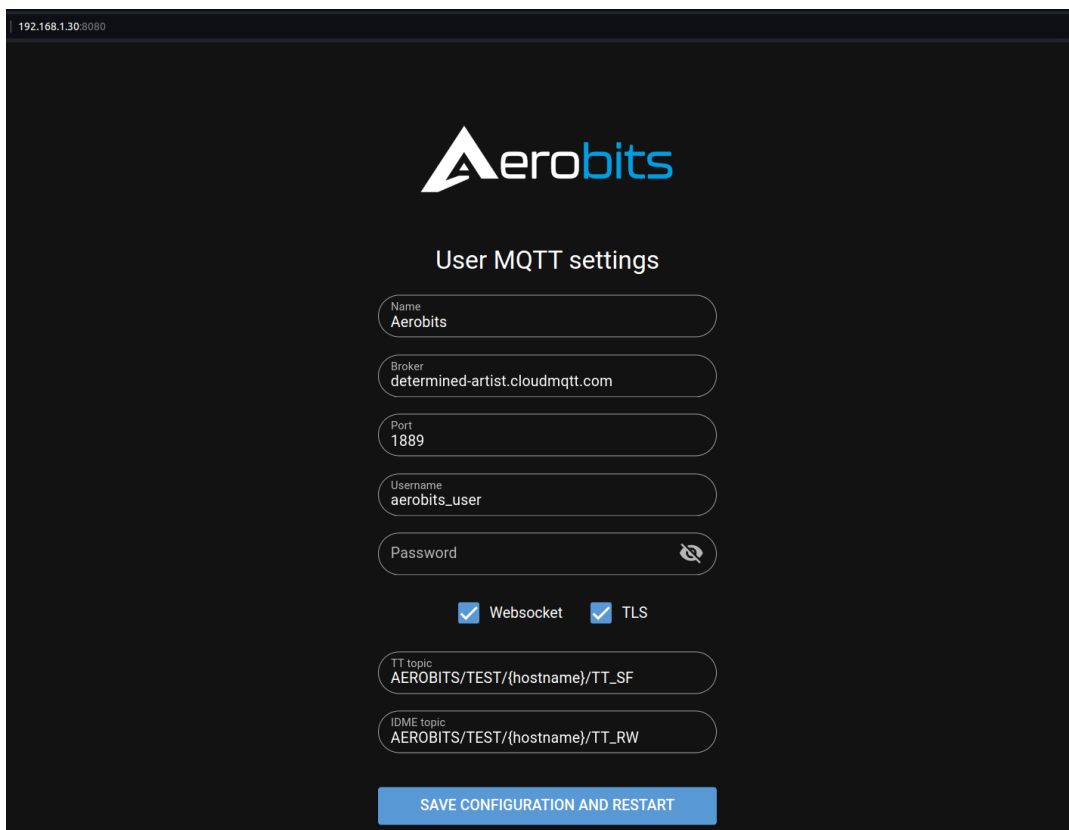 192.168.1.30:8080
Aerobits
User MQTT settings
Name
Aerobits
Broker
determined-artist.cloudmqtt.com
Port
1889
Username
aerobits_user
Password
Websocket TLS
TT topic
AEROBITS/TEST/{hostname}/TT_SF
IDME topic
AEROBITS/TEST/{hostname}/TT_RW
SAVE CONFIGURATION AND RESTART